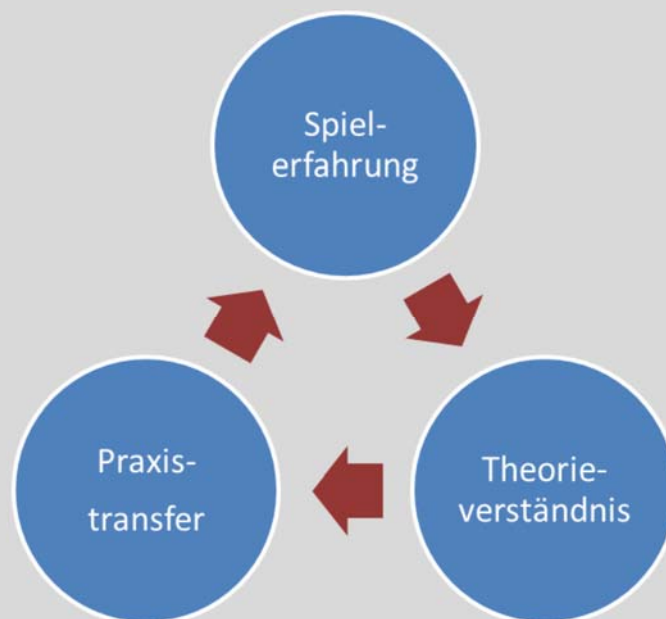 Spiel-
erfahrung
Praxis-
transfer
Theorie-
verständnis